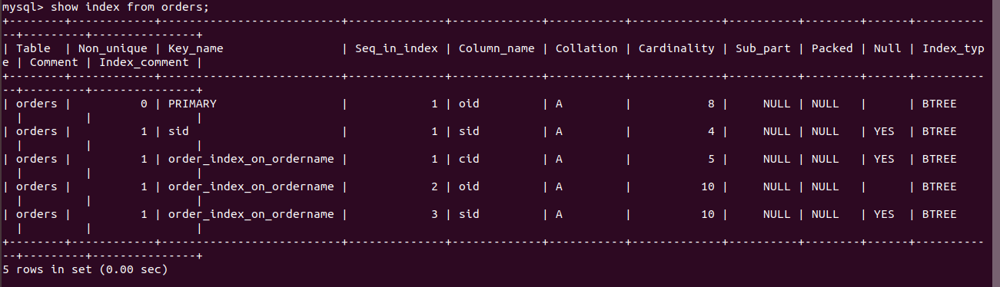 mysql> show index from orders;
+--------+------------+--------------------------+--------------+-------------+-----------+-------------+----------+--------+------+----------
--+---------+---------------+
| Table  | Non_unique | Key_name                 | Seq_in_index | Column_name | Collation | Cardinality | Sub_part | Packed | Null | Index_typ
e | Comment | Index_comment |
+--------+------------+--------------------------+--------------+-------------+-----------+-------------+----------+--------+------+----------
--+---------+---------------+
| orders |          0 | PRIMARY                  |            1 | oid         | A         |           8 |     NULL | NULL   |      | BTREE
  |         |               |
| orders |          1 | sid                      |            1 | sid         | A         |           4 |     NULL | NULL   | YES  | BTREE
  |         |               |
| orders |          1 | order_index_on_ordername |            1 | cid         | A         |           5 |     NULL | NULL   | YES  | BTREE
  |         |               |
| orders |          1 | order_index_on_ordername |            2 | oid         | A         |          10 |     NULL | NULL   |      | BTREE
  |         |               |
| orders |          1 | order_index_on_ordername |            3 | sid         | A         |          10 |     NULL | NULL   | YES  | BTREE
  |         |               |
+--------+------------+--------------------------+--------------+-------------+-----------+-------------+----------+--------+------+----------
--+---------+---------------+
5 rows in set (0.00 sec)